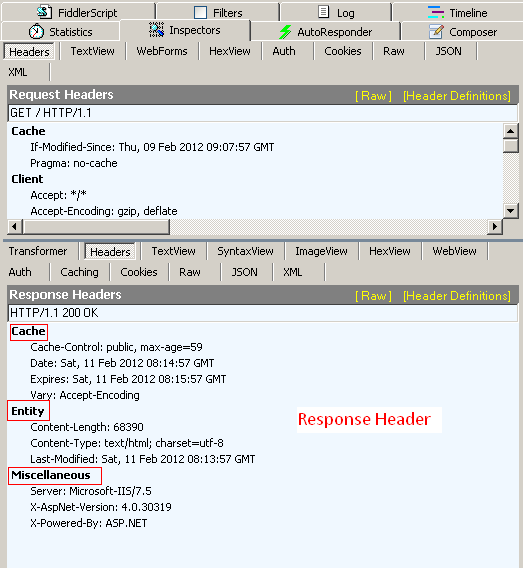 FiddlerScript Filters Log Timeline
Statistics Inspectors AutoResponder Composer
Headers TextView WebForms HexView Auth Cookies Raw JSON
XML
Request Headers [Raw] [Header Definitions]
GET / HTTP/1.1
Cache
If-Modified-Since: Thu, 09 Feb 2012 09:07:57 GMT
Pragma: no-cache
Client
Accept: */*
Accept-Encoding: gzip, deflate
Transformer Headers TextView SyntaxView ImageView HexView WebView
Auth Caching Cookies Raw JSON XML
Response Headers [Raw] [Header Definitions]
HTTP/1.1 200 OK
Cache
Cache-Control: public, max-age=59
Date: Sat, 11 Feb 2012 08:14:57 GMT
Expires: Sat, 11 Feb 2012 08:15:57 GMT
Vary: Accept-Encoding
Entity
Response Header
Content-Length: 68390
Content-Type: text/html; charset=utf-8
Last-Modified: Sat, 11 Feb 2012 08:13:57 GMT
Miscellaneous
Server: Microsoft-IIS/7.5
X-AspNet-Version: 4.0.30319
X-Powered-By: ASP.NET